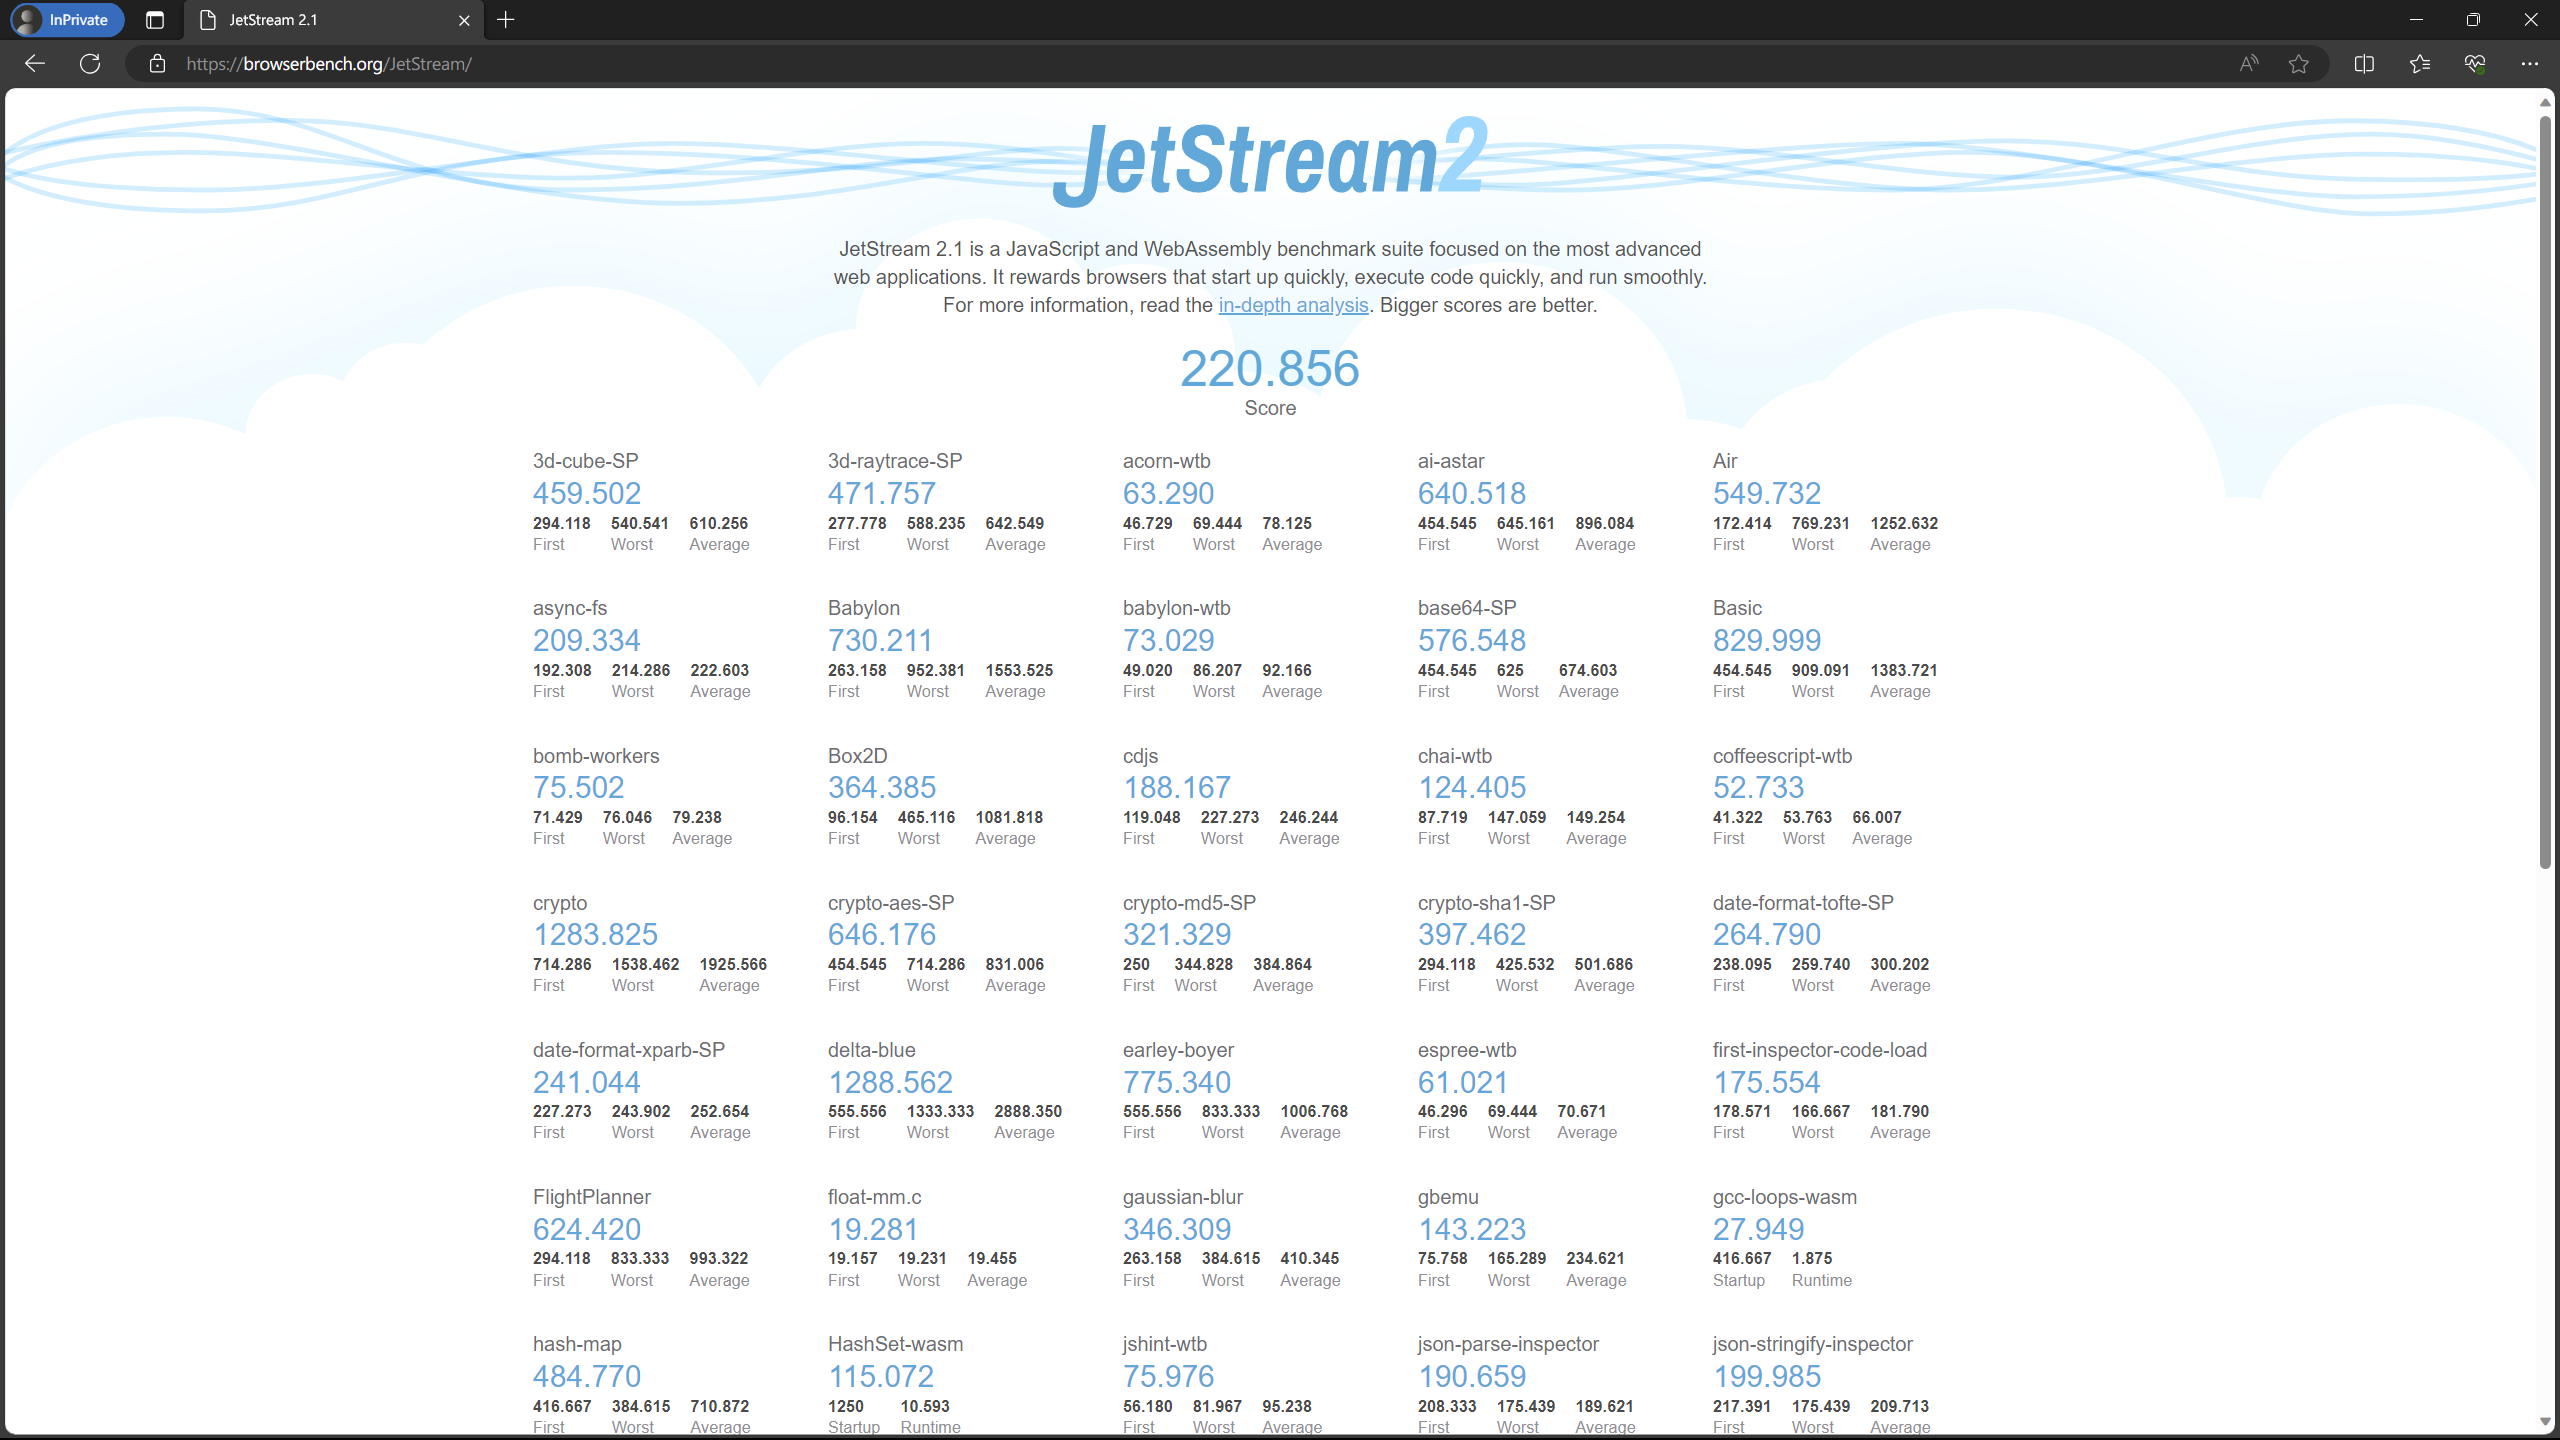 InPrivate
JetStream 2.1
https://browserbench.org/JetStream/
JetStream2
JetStream 2.1 is a JavaScript and WebAssembly benchmark suite focused on the most advanced
web applications. It rewards browsers that start up quickly, execute code quickly, and run smoothly.
For more information, read the in-depth analysis. Bigger scores are better.
220.856
Score
3d-cube-SP 3d-raytrace-SP acorn-wtb ai-astar Air
459.502 471.757 63.290 640.518 549.732
294.118 540.541 610.256 277.778 588.235 642.549 46.729 69.444 78.125 454.545 645.161 896.084 172.414 769.231 1252.632
First Worst Average First Worst Average First Worst Average First Worst Average First Worst Average
async-fs Babylon babylon-wtb base64-SP Basic
209.334 730.211 73.029 576.548 829.999
192.308 214.286 222.603 263.158 952.381 1553.525 49.020 86.207 92.166 454.545 625 674.603 454.545 909.091 1383.721
First Worst Average First Worst Average First Worst Average First Worst Average First Worst Average
bomb-workers Box2D cdjs chai-wtb coffeescript-wtb
75.502 364.385 188.167 124.405 52.733
71.429 76.046 79.238 96.154 465.116 1081.818 119.048 227.273 246.244 87.719 147.059 149.254 41.322 53.763 66.007
First Worst Average First Worst Average First Worst Average First Worst Average First Worst Average
crypto crypto-aes-SP crypto-md5-SP crypto-sha1-SP date-format-tofte-SP
1283.825 646.176 321.329 397.462 264.790
714.286 1538.462 1925.566 454.545 714.286 831.006 250 344.828 384.864 294.118 425.532 501.686 238.095 259.740 300.202
First Worst Average First Worst Average First Worst Average First Worst Average First Worst Average
date-format-xparb-SP delta-blue earley-boyer espree-wtb first-inspector-code-load
241.044 1288.562 775.340 61.021 175.554
227.273 243.902 252.654 555.556 1333.333 2888.350 555.556 833.333 1006.768 46.296 69.444 70.671 178.571 166.667 181.790
First Worst Average First Worst Average First Worst Average First Worst Average First Worst Average
FlightPlanner float-mm.c gaussian-blur gbemu gcc-loops-wasm
624.420 19.281 346.309 143.223 27.949
294.118 833.333 993.322 19.157 19.231 19.455 263.158 384.615 410.345 75.758 165.289 234.621 416.667 1.875
First Worst Average First Worst Average First Worst Average First Worst Average Startup Runtime
hash-map HashSet-wasm jshint-wtb json-parse-inspector json-stringify-inspector
484.770 115.072 75.976 190.659 199.985
416.667 384.615 710.872 1250 10.593 56.180 81.967 95.238 208.333 175.439 189.621 217.391 175.439 209.713
First Worst Average Startup Runtime First Worst Average First Worst Average First Worst Average